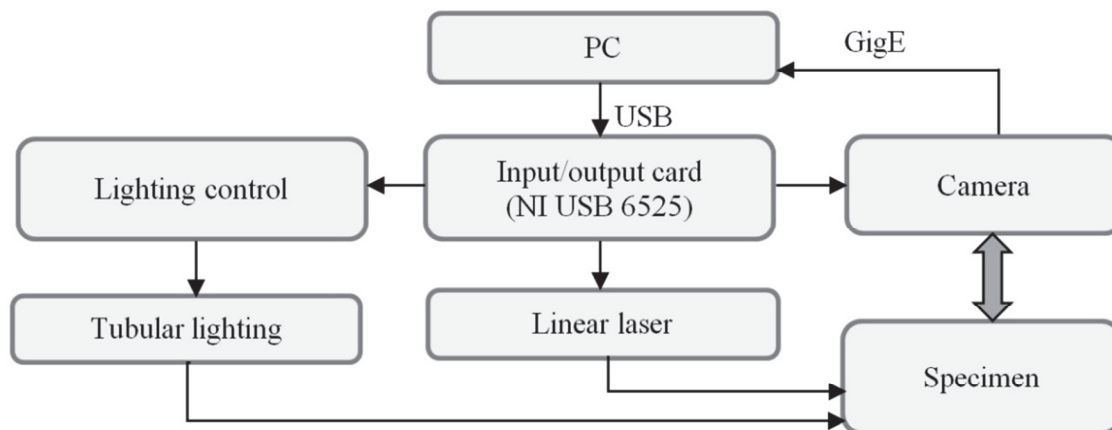 PC
GigE
USB
Lighting control
Input/output card
(NI USB 6525)
Camera
Tubular lighting
Linear laser
Specimen